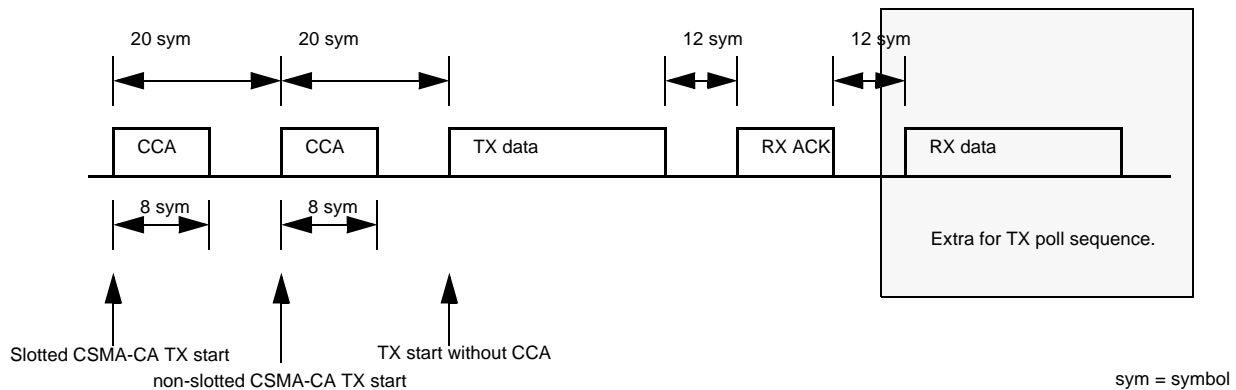 20 sym
20 sym
12 sym
12 sym
CCA
CCA
TX data
RX ACK
RX data
8 sym
8 sym
Extra for TX poll sequence.
Slotted CSMA-CA TX start
TX start without CCA
non-slotted CSMA-CA TX start
sym = symbol